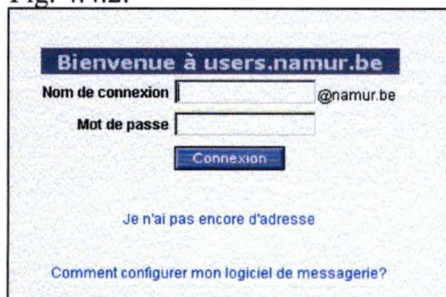 Bienvenue à users.namur.be
Nom de connexion @namur.be
Mot de passe
Connexion
Je n'ai pas encore d'adresse
Comment configurer mon logiciel de messagerie?